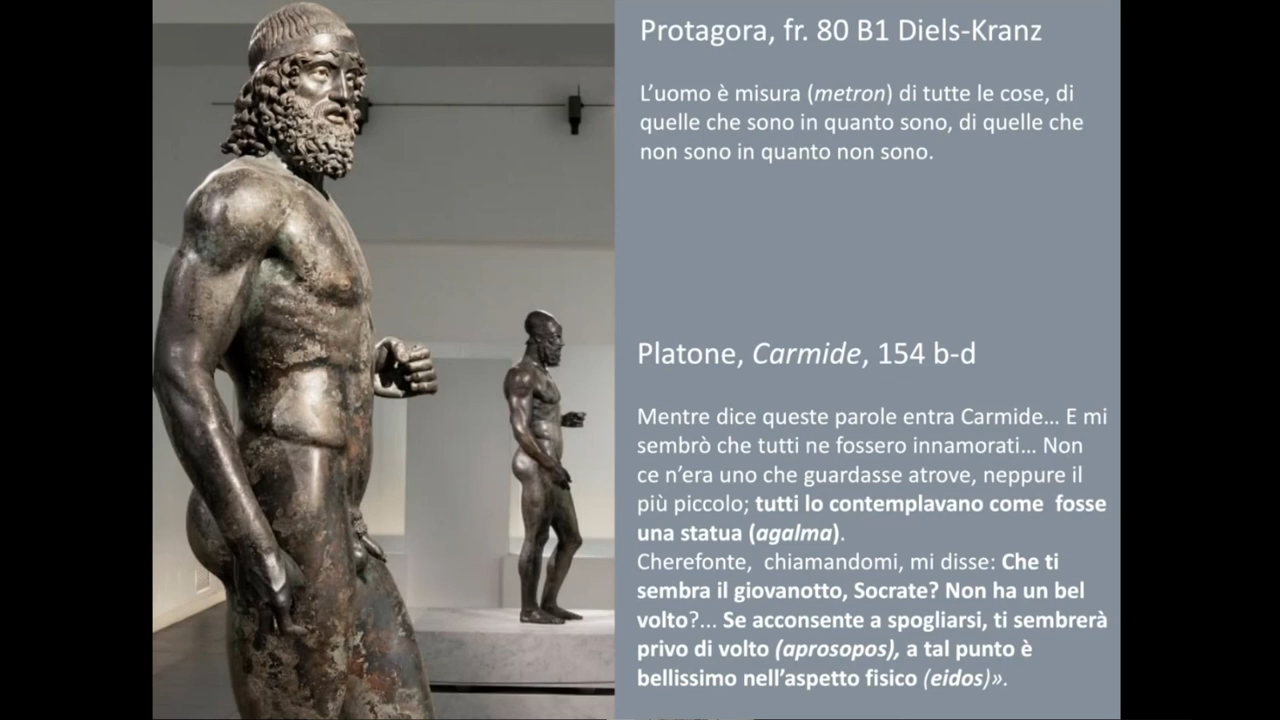 Protagora, fr. 80 B1 Diels-Kranz
L’uomo è misura (metron) di tutte le cose, di
quelle che sono in quanto sono, di quelle che
non sono in quanto non sono.
Platone, Carmide, 154 b-d
Mentre dice queste parole entra Carmide… E mi
sembrò che tutti ne fossero innamorati… Non
ce n’era uno che guardasse atrove, neppure il
più piccolo; tutti lo contemplavano come fosse
una statua (agalma).
Cherefonte, chiamandomi, mi disse: Che ti
sembra il giovanotto, Socrate? Non ha un bel
volto?... Se acconsente a spogliarsi, ti sembrerà
privo di volto (aprosopos), a tal punto è
bellissimo nell’aspetto fisico (eidos)».